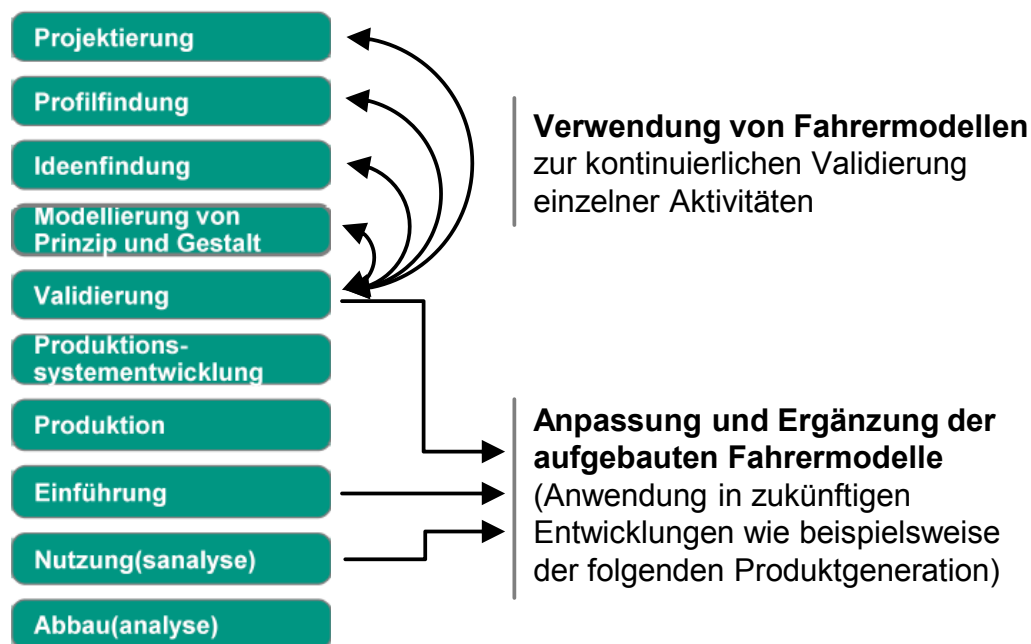 Projektierung
Profilfindung
Ideenfindung
Modellierung von
Prinzip und Gestalt
Validierung
Produktions-
systementwicklung
Produktion
Einführung
Nutzung(sanalyse)
Abbau(analyse)
Verwendung von Fahrermodellen
zur kontinuierlichen Validierung
einzelner Aktivitäten
Anpassung und Ergänzung der
aufgebauten Fahrermodelle
(Anwendung in zukünftigen
Entwicklungen wie beispielsweise
der folgenden Produktgeneration)